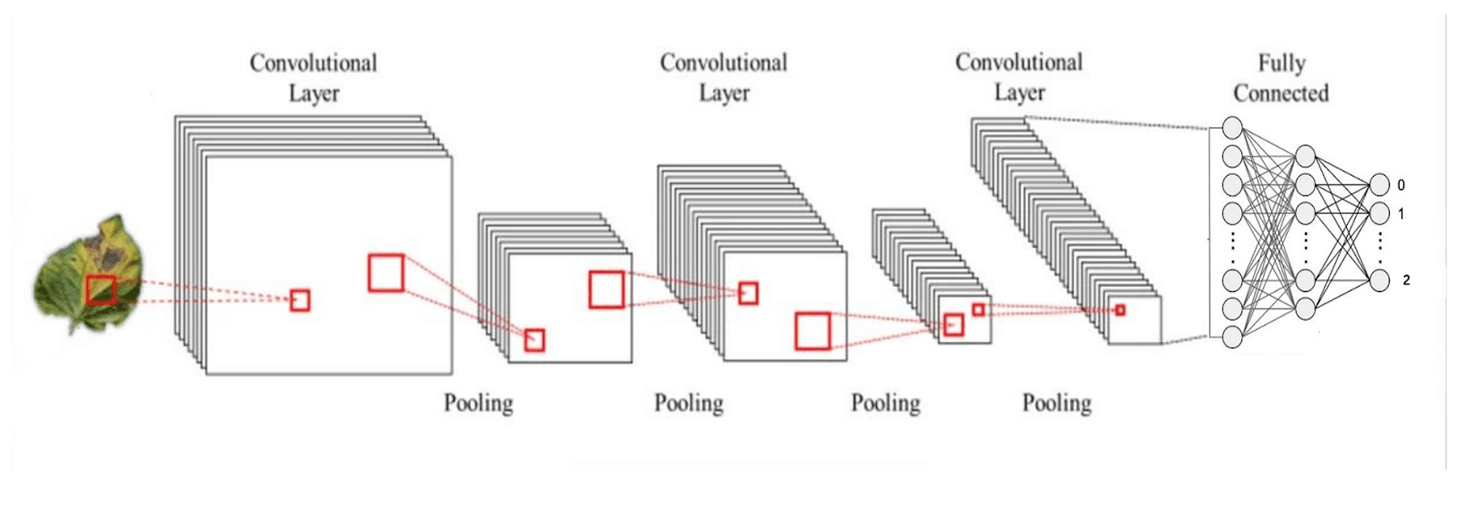 Convolutional
Layer
Convolutional
Layer
Convolutional
Layer
Fully
Connected
0
1
2
Pooling
Pooling
Pooling
Pooling